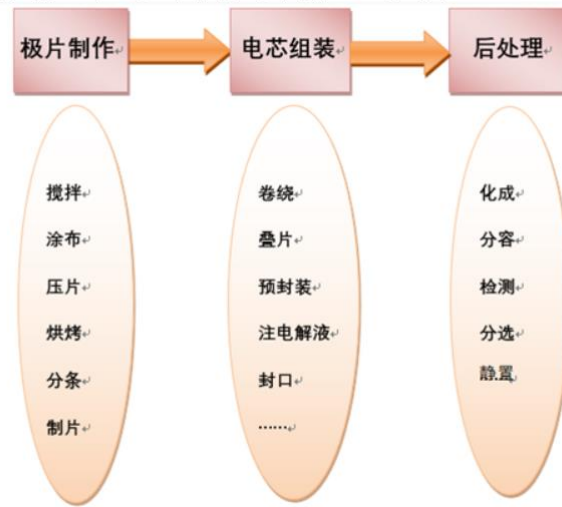 极片制作
电芯组装
后处理
搅拌
涂布
压片
烘烤
分条
制片
卷绕
叠片
预封装
注电解液
封口
......
化成
分容
检测
分选
静置